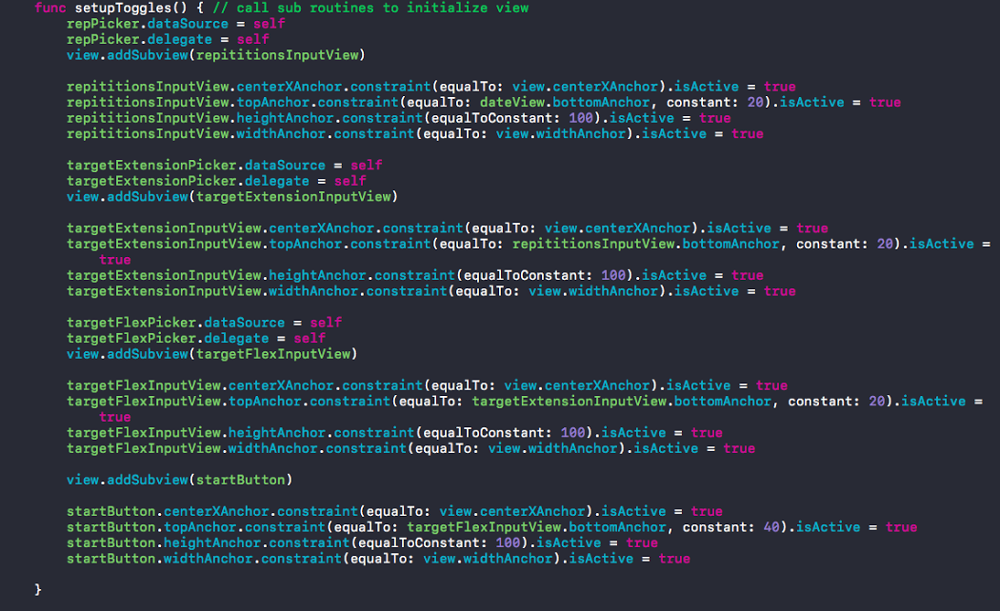 func setupToggles() { // call sub routines to initialize view
repPicker.dataSource = self
repPicker.delegate = self
view.addSubview(repititionsInputView)
repititionsInputView.centerXAnchor.constraint(equalTo: view.centerXAnchor).isActive = true
repititionsInputView.topAnchor.constraint(equalTo: dateView.bottomAnchor, constant: 20).isActive = true
repititionsInputView.heightAnchor.constraint(equalToConstant: 100).isActive = true
repititionsInputView.widthAnchor.constraint(equalTo: view.widthAnchor).isActive = true
targetExtensionPicker.dataSource = self
targetExtensionPicker.delegate = self
view.addSubview(targetExtensionInputView)
targetExtensionInputView.centerXAnchor.constraint(equalTo: view.centerXAnchor).isActive = true
targetExtensionInputView.topAnchor.constraint(equalTo: repititionsInputView.bottomAnchor, constant: 20).isActive =
true
targetExtensionInputView.heightAnchor.constraint(equalToConstant: 100).isActive = true
targetExtensionInputView.widthAnchor.constraint(equalTo: view.widthAnchor).isActive = true
targetFlexPicker.dataSource = self
targetFlexPicker.delegate = self
view.addSubview(targetFlexInputView)
targetFlexInputView.centerXAnchor.constraint(equalTo: view.centerXAnchor).isActive = true
targetFlexInputView.topAnchor.constraint(equalTo: targetExtensionInputView.bottomAnchor, constant: 20).isActive =
true
targetFlexInputView.heightAnchor.constraint(equalToConstant: 100).isActive = true
targetFlexInputView.widthAnchor.constraint(equalTo: view.widthAnchor).isActive = true
view.addSubview(startButton)
startButton.centerXAnchor.constraint(equalTo: view.centerXAnchor).isActive = true
startButton.topAnchor.constraint(equalTo: targetFlexInputView.bottomAnchor, constant: 40).isActive = true
startButton.heightAnchor.constraint(equalToConstant: 100).isActive = true
startButton.widthAnchor.constraint(equalTo: view.widthAnchor).isActive = true
}